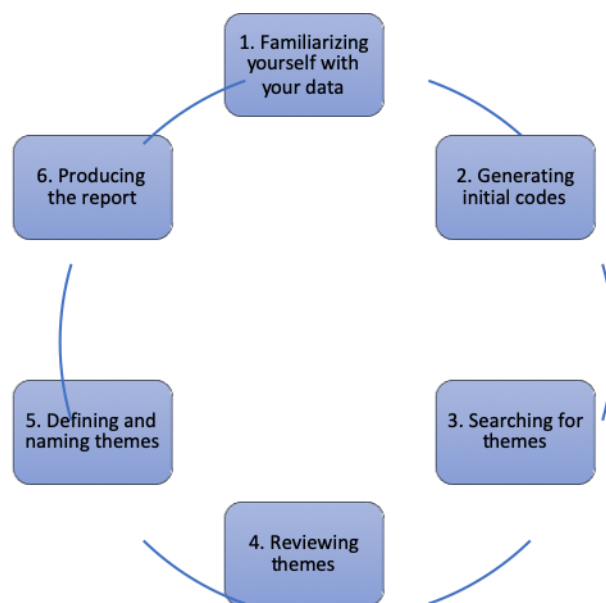 1. Familiarizing
yourself with
your data
2. Generating
initial codes
3. Searching for
themes
4. Reviewing
themes
5. Defining and
naming themes
6. Producing
the report